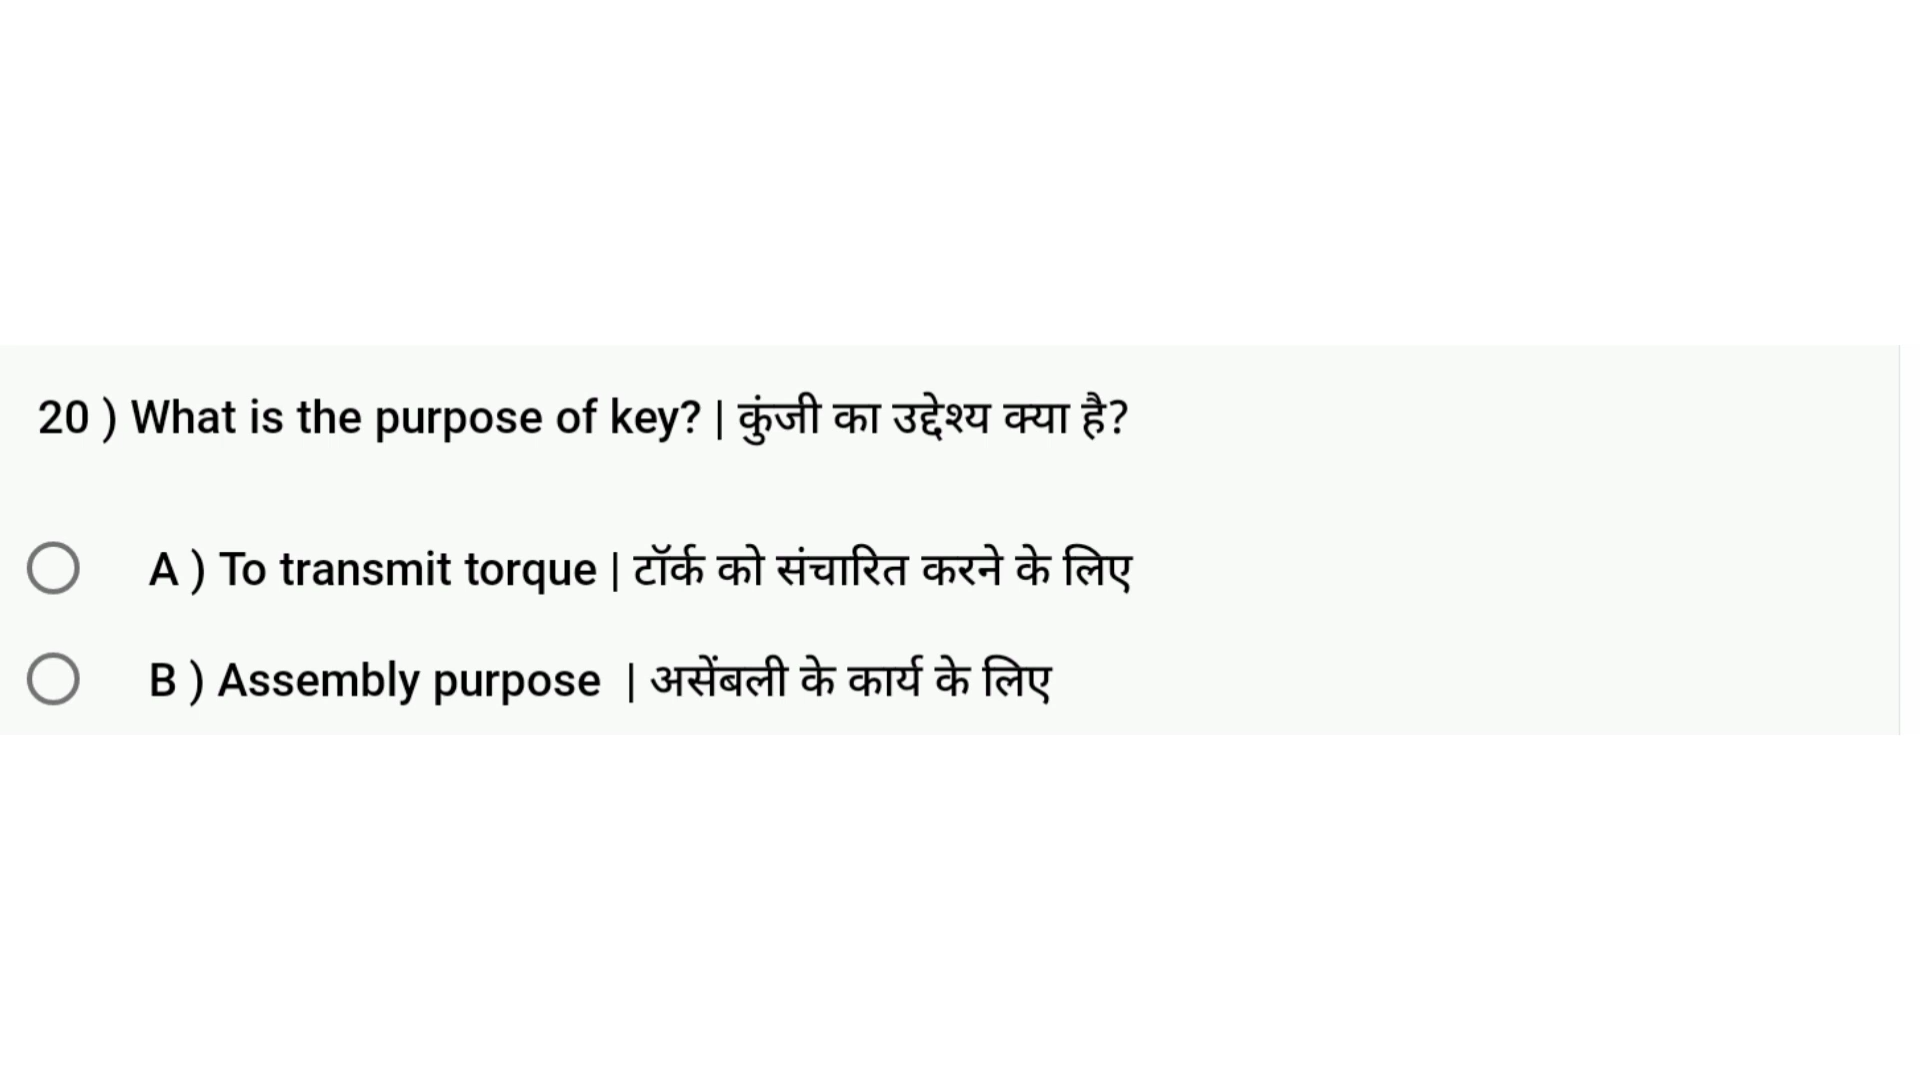 20 ) What is the purpose of key? | कुंजी का उद्देश्य क्या है?
A ) To transmit torque | टॉर्क को संचारित करने के लिए
B ) Assembly purpose | असेंबली के कार्य के लिए